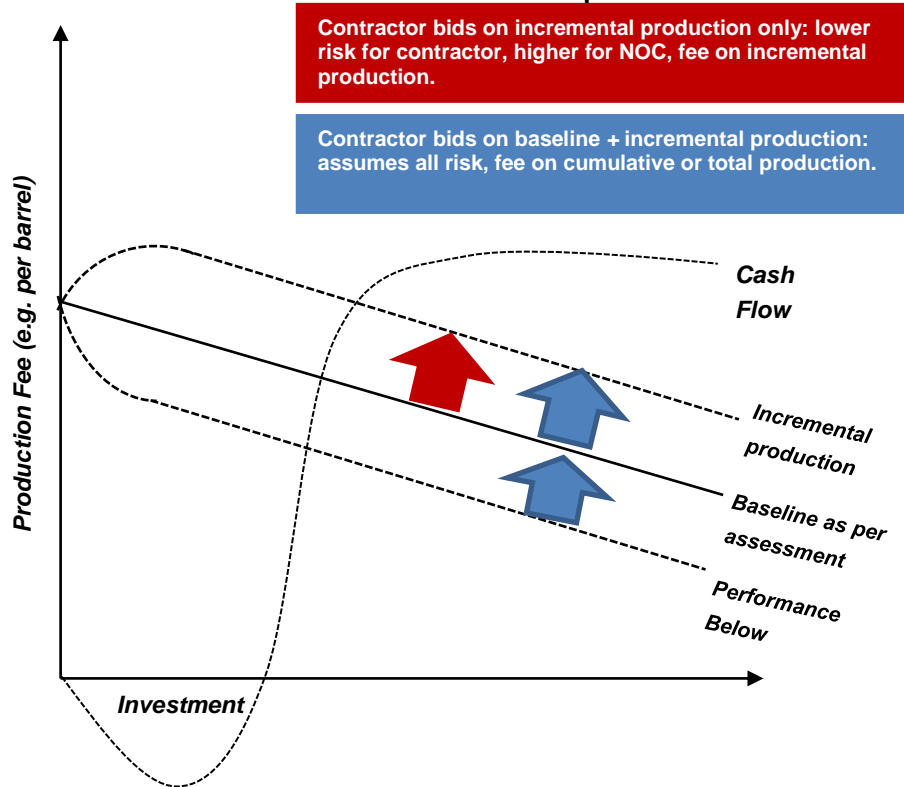 Contractor bids on incremental production only: lower
risk for contractor, higher for NOC, fee on incremental
production.
Contractor bids on baseline + incremental production:
assumes all risk, fee on cumulative or total production.
Production Fee (e.g. per barrel)
Cash
Flow
Incremental
production
Baseline as per
assessment
Performance
Below
Investment